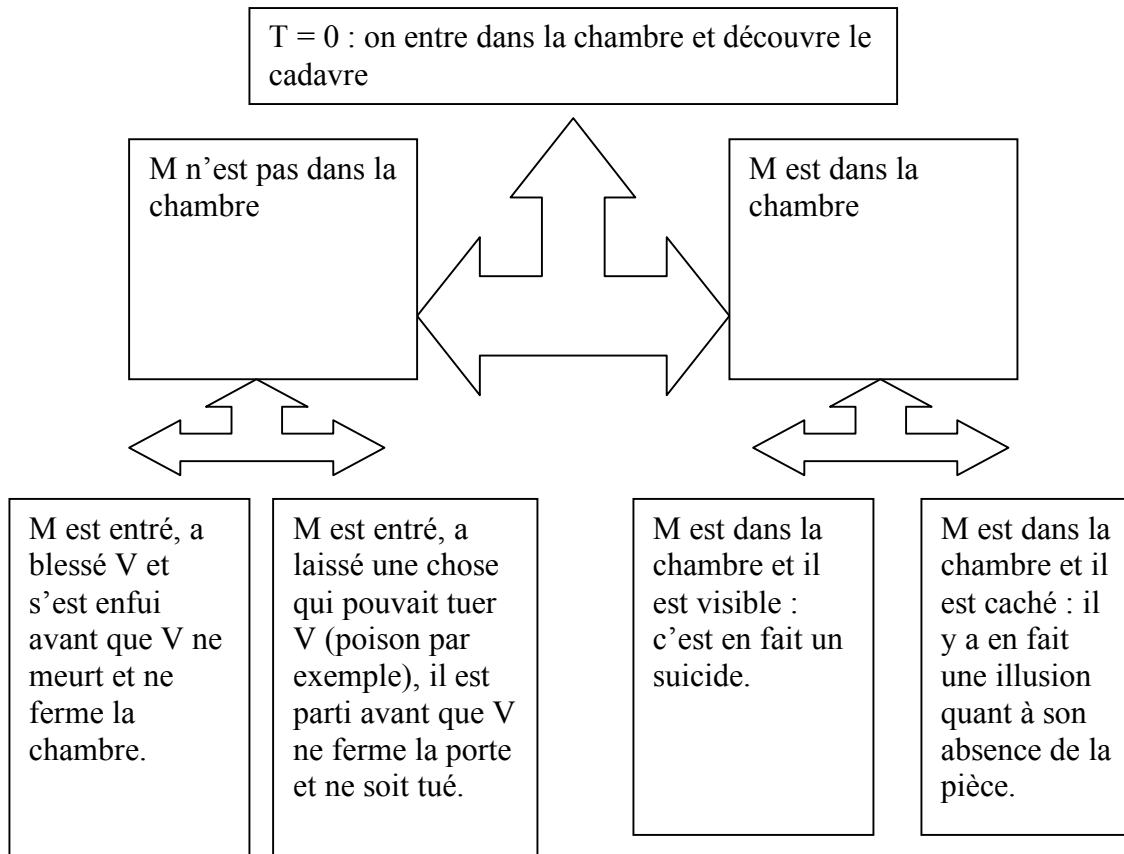 T = 0 : on entre dans la chambre et découvre le
cadavre
M n’est pas dans la
chambre
M est dans la
chambre
M est entré, a
blessé V et
s’est enfui
avant que V ne
meurt et ne
ferme la
chambre.
M est entré, a
laissé une chose
qui pouvait tuer
V (poison par
exemple), il est
parti avant que V
ne ferme la porte
et ne soit tué.
M est dans la
chambre et il
est visible :
c’est en fait un
suicide.
M est dans la
chambre et il
est caché : il
y a en fait
une illusion
quant à son
absence de la
pièce.